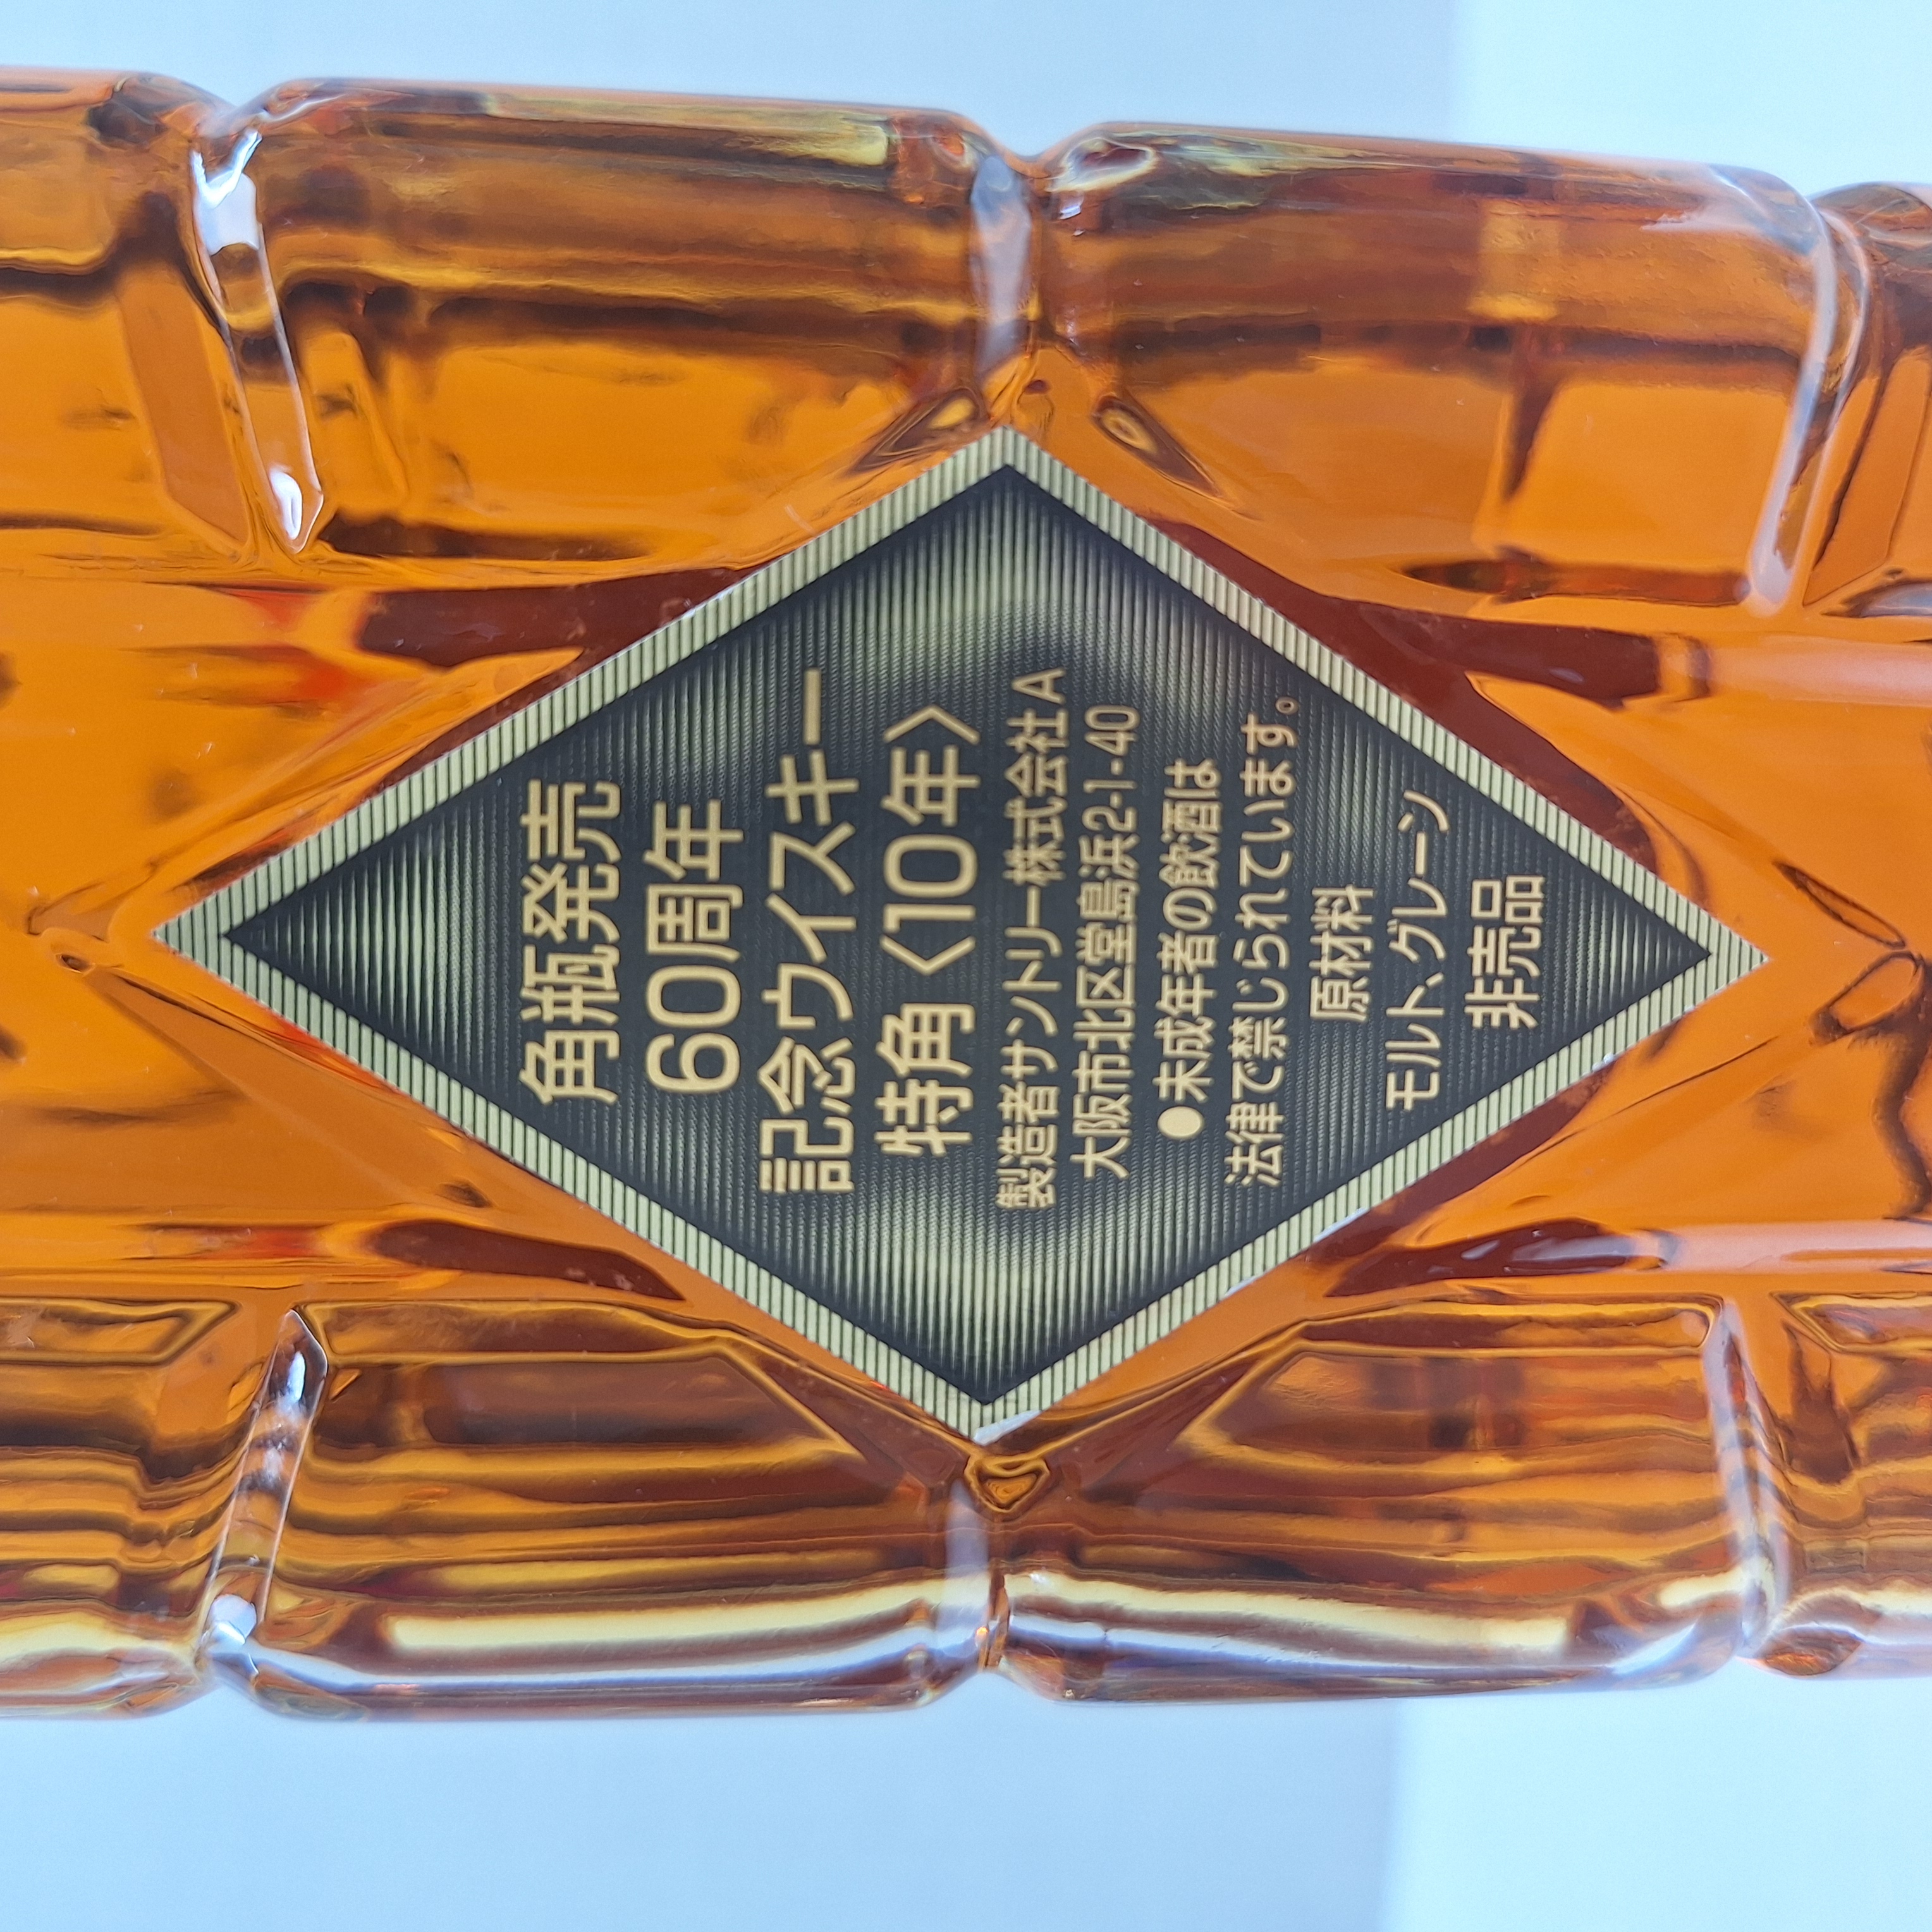 角瓶発売
60周年
記念ウイスキー
特角〈10年〉
製造者サントリー株式会社A
大阪市北区堂島浜2-1-40
●未成年者の飲酒は
法律で禁じられています。
原材料
モルト、グレーン
非売品